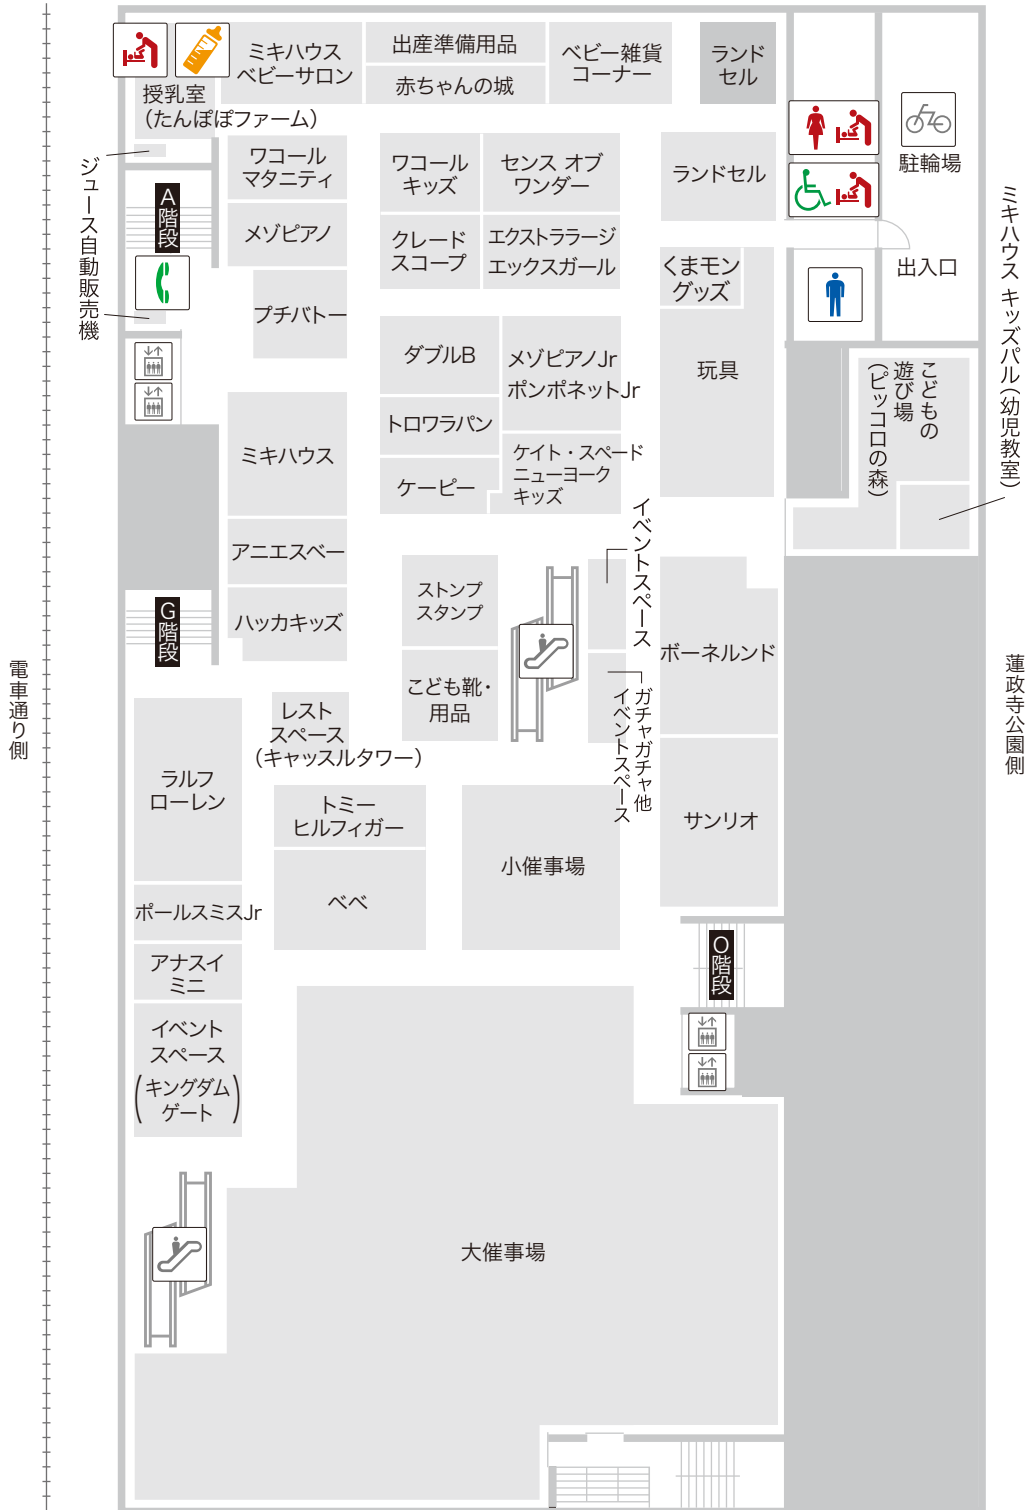 ミキハウス
ベビーサロン
出産準備用品
赤ちゃんの城
ベビー雑貨
コーナー
ランド
セル
授乳室
（たんぽぽファーム）
ジュース自動販売機
A階段
ワコール
マタニティ
メゾピアノ
プチバトー
ワコール
キッズ
センス オブ
ワンダー
クレード
スコープ
エクストララージ
エックスガール
ランドセル
くまモン
グッズ
玩具
駐輪場
出入口
ミキハウス キッズパル（幼児教室）
こどもの
遊び場
（ピッコロの森）
ダブルB
メゾピアノJr
ポンポネットJr
トロワラパン
ケーピー
ケイト・スペード
ニューヨーク
キッズ
ミキハウス
アニエスベー
ハッカキッズ
G階段
ストンプ
スタンプ
こども靴・
用品
イベントスペース
ガチャガチャ他
イベントスペース
ボーネルンド
サンリオ
電車通り側
蓮政寺公園側
レスト
スペース
（キャッスルタワー）
ラルフ
ローレン
トミー
ヒルフィガー
べべ
小催事場
ポールスミスJr
アナスイ
ミニ
イベント
スペース
（キングダム
ゲート）
O階段
大催事場